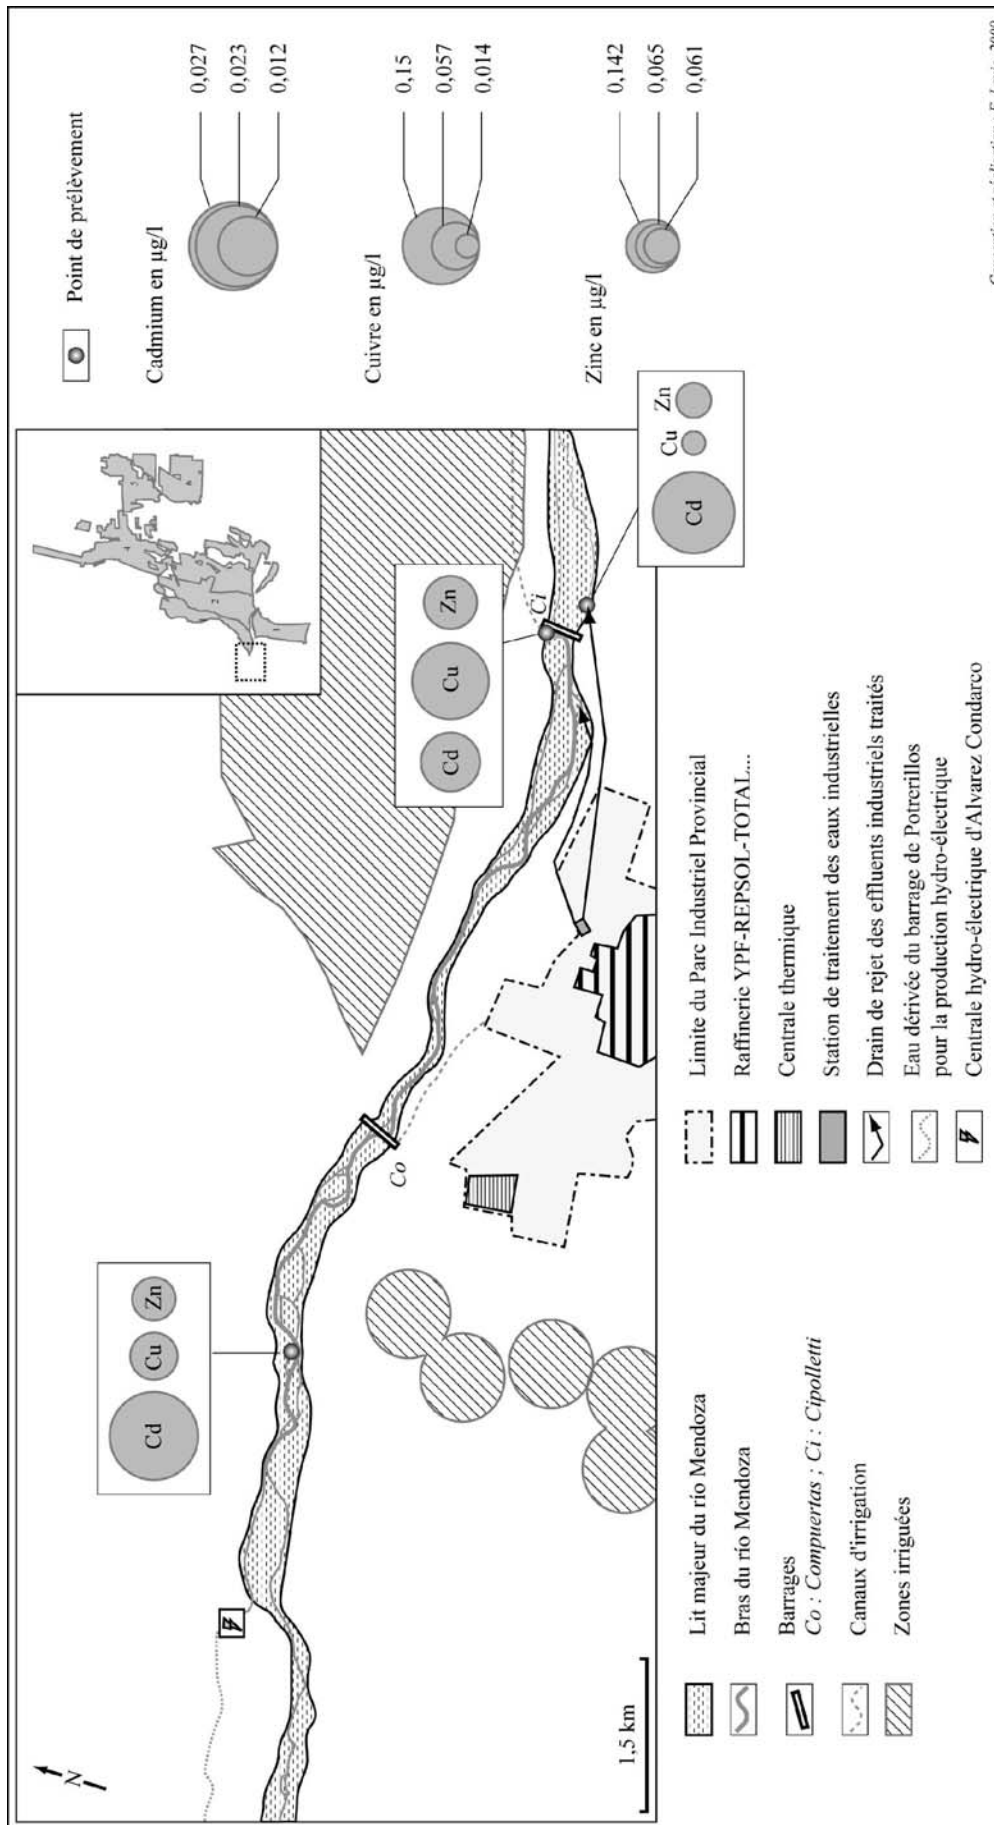 N
Cd
Cu
Zn
Co
Cd
Cu
Zn
Ci
Cd
Cu
Zn
1,5 km
Point de prélèvement
Cadmium en µg/l
0,027
0,023
0,012
Cuivre en µg/l
0,15
0,057
0,014
Zinc en µg/l
0,142
0,065
0,061
Lit majeur du río Mendoza
Bras du río Mendoza
Barrages
Co : Compuertas ; Ci : Cipolletti
Canaux d'irrigation
Zones irriguées
Limite du Parc Industriel Provincial
Raffinerie YPF-REPSOL-TOTAL...
Centrale thermique
Station de traitement des eaux industrielles
Drain de rejet des effluents industriels traités
Eau dérivée du barrage de Potrerillos
pour la production hydro-électrique
Centrale hydro-électrique d'Alvarez Condarco